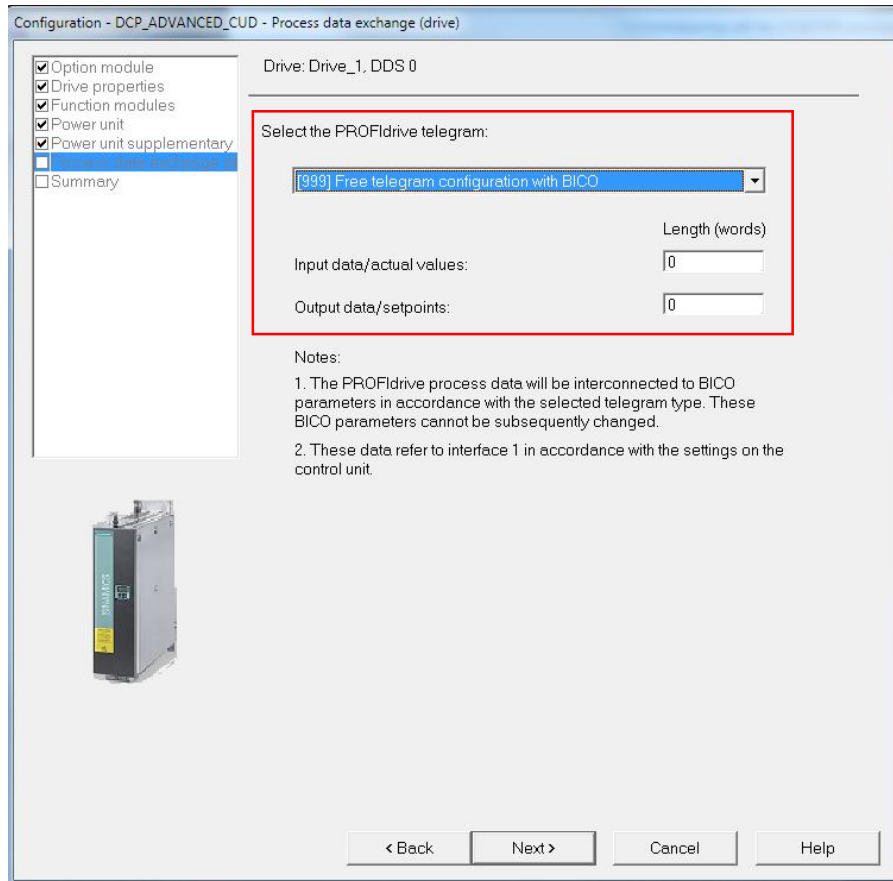 Configuration - DCP_ADVANCED_CUD - Process data exchange (drive)
Option module
Drive properties
Function modules
Power unit
Power unit supplementary
Process data exchange
Summary
Drive: Drive_1, DDS 0
Select the PROFIdrive telegram:
[999] Free telegram configuration with BICO
Length (words)
Input data/actual values:
0
Output data/setpoints:
0
Notes:
1. The PROFIdrive process data will be interconnected to BICO
parameters in accordance with the selected telegram type. These
BICO parameters cannot be subsequently changed.
2. These data refer to interface 1 in accordance with the settings on the
control unit.
SINAMICS
< Back
Next >
Cancel
Help